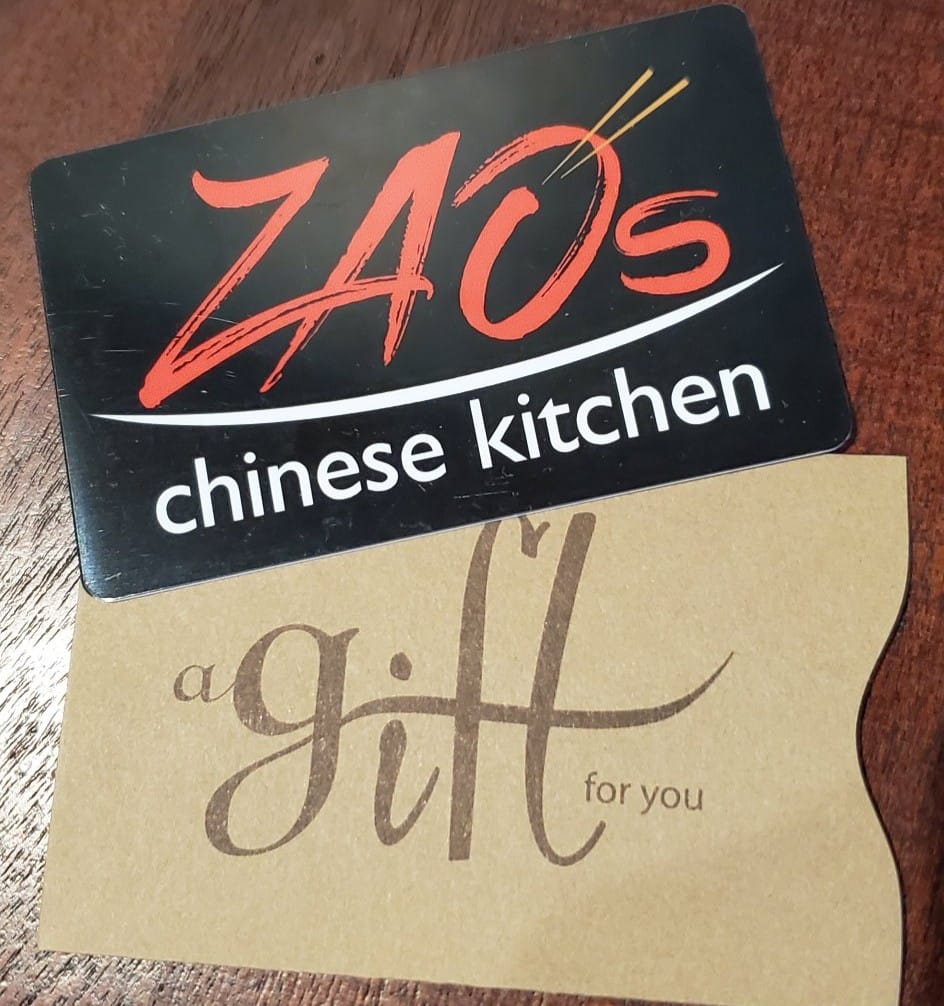 ZAOs
chinese kitchen
a gift
for you